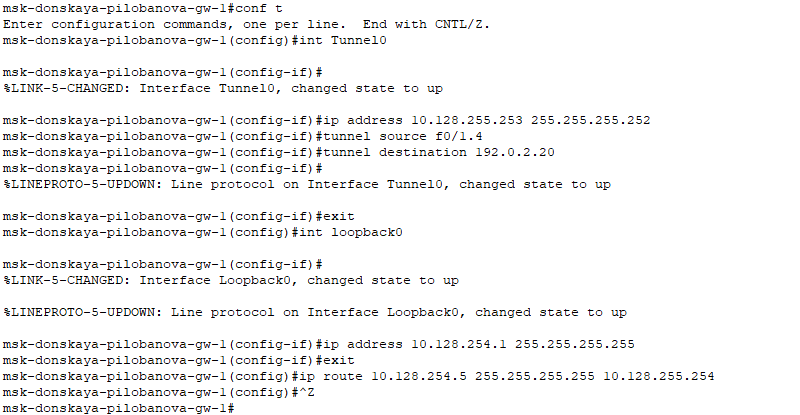 msk-donskaya-pilobanova-gw-1#conf t
Enter configuration commands, one per line.  End with CNTL/Z.
msk-donskaya-pilobanova-gw-1(config)#int Tunnel0
msk-donskaya-pilobanova-gw-1(config-if)#
%LINK-5-CHANGED: Interface Tunnel0, changed state to up
msk-donskaya-pilobanova-gw-1(config-if)#ip address 10.128.255.253 255.255.255.252
msk-donskaya-pilobanova-gw-1(config-if)#tunnel source f0/1.4
msk-donskaya-pilobanova-gw-1(config-if)#tunnel destination 192.0.2.20
msk-donskaya-pilobanova-gw-1(config-if)#
%LINEPROTO-5-UPDOWN: Line protocol on Interface Tunnel0, changed state to up
msk-donskaya-pilobanova-gw-1(config-if)#exit
msk-donskaya-pilobanova-gw-1(config)#int loopback0
msk-donskaya-pilobanova-gw-1(config-if)#
%LINK-5-CHANGED: Interface Loopback0, changed state to up
%LINEPROTO-5-UPDOWN: Line protocol on Interface Loopback0, changed state to up
msk-donskaya-pilobanova-gw-1(config-if)#ip address 10.128.254.1 255.255.255.255
msk-donskaya-pilobanova-gw-1(config-if)#exit
msk-donskaya-pilobanova-gw-1(config)#ip route 10.128.254.5 255.255.255.255 10.128.255.254
msk-donskaya-pilobanova-gw-1(config)#^Z
msk-donskaya-pilobanova-gw-1#